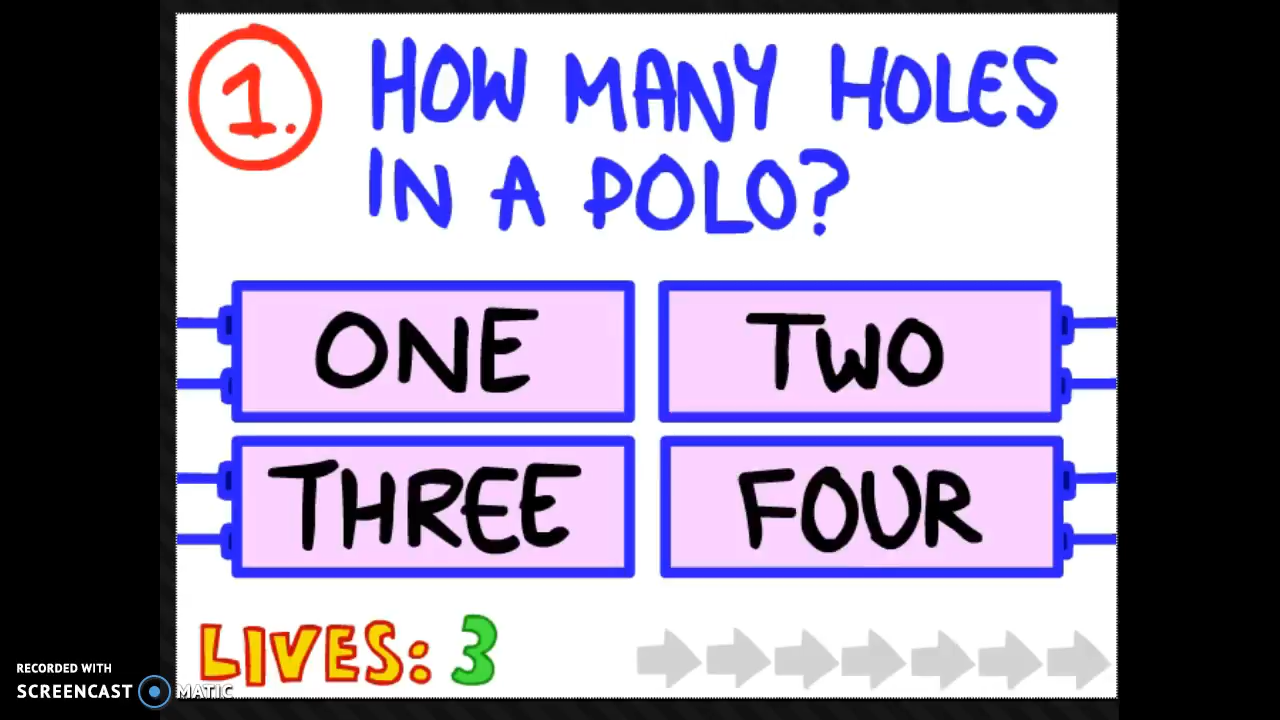 1. HOW MANY HOLES
IN A POLO?
ONE TWO
THREE FOUR
LIVES: 3
RECORDED WITH
SCREENCAST MATIC